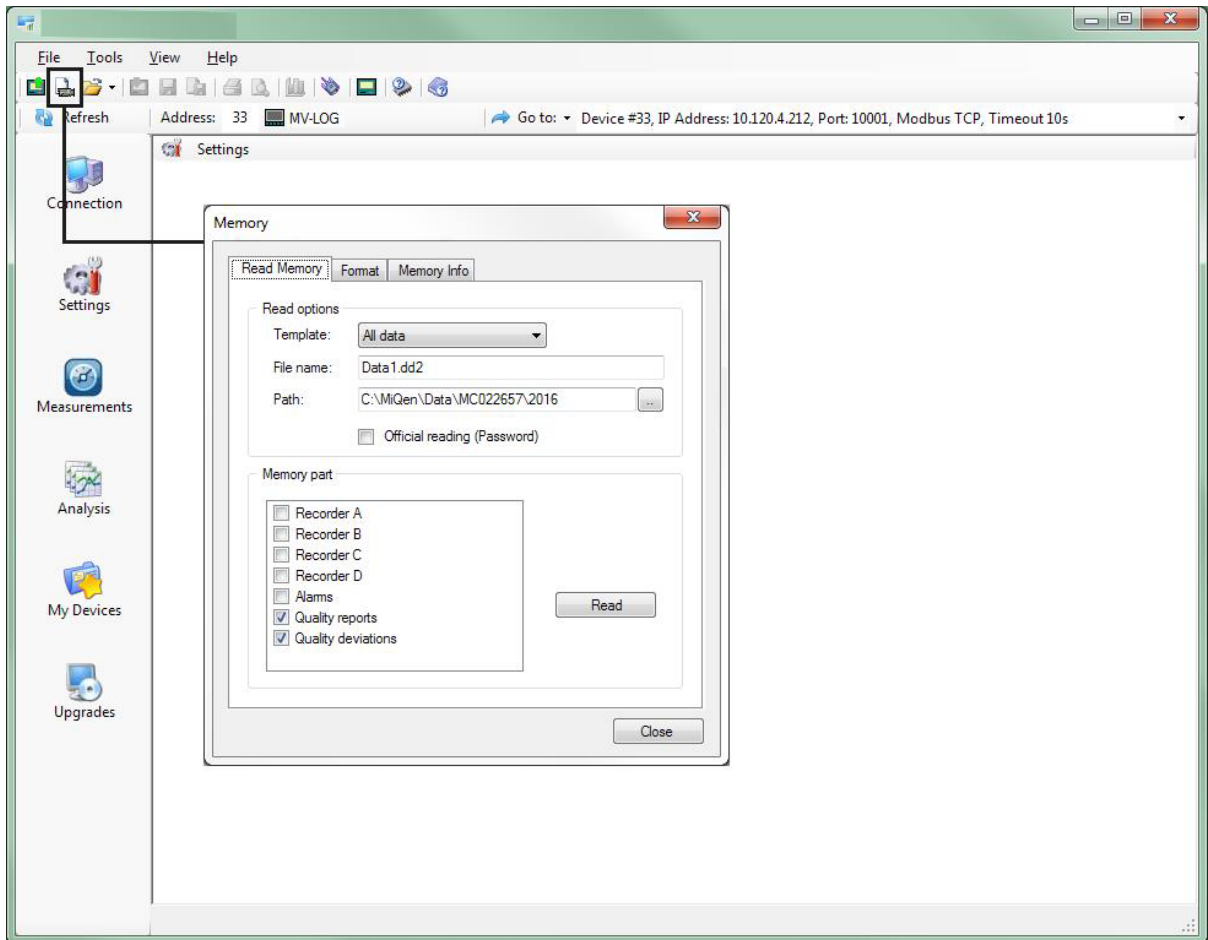 File Tools View Help
Refresh Address: 33 MV-LOG Go to: Device #33, IP Address: 10.120.4.212, Port: 10001, Modbus TCP, Timeout 10s
Settings
Connection
Settings
Measurements
Analysis
My Devices
Upgrades
Memory
Read Memory Format Memory Info
Read options
Template: All data
File name: Data1.dd2
Path: C:\MiQen\Data\MC022657\2016 ..
Official reading (Password)
Memory part
Recorder A
Recorder B
Recorder C
Recorder D
Alarms
Quality reports
Quality deviations
Read
Close